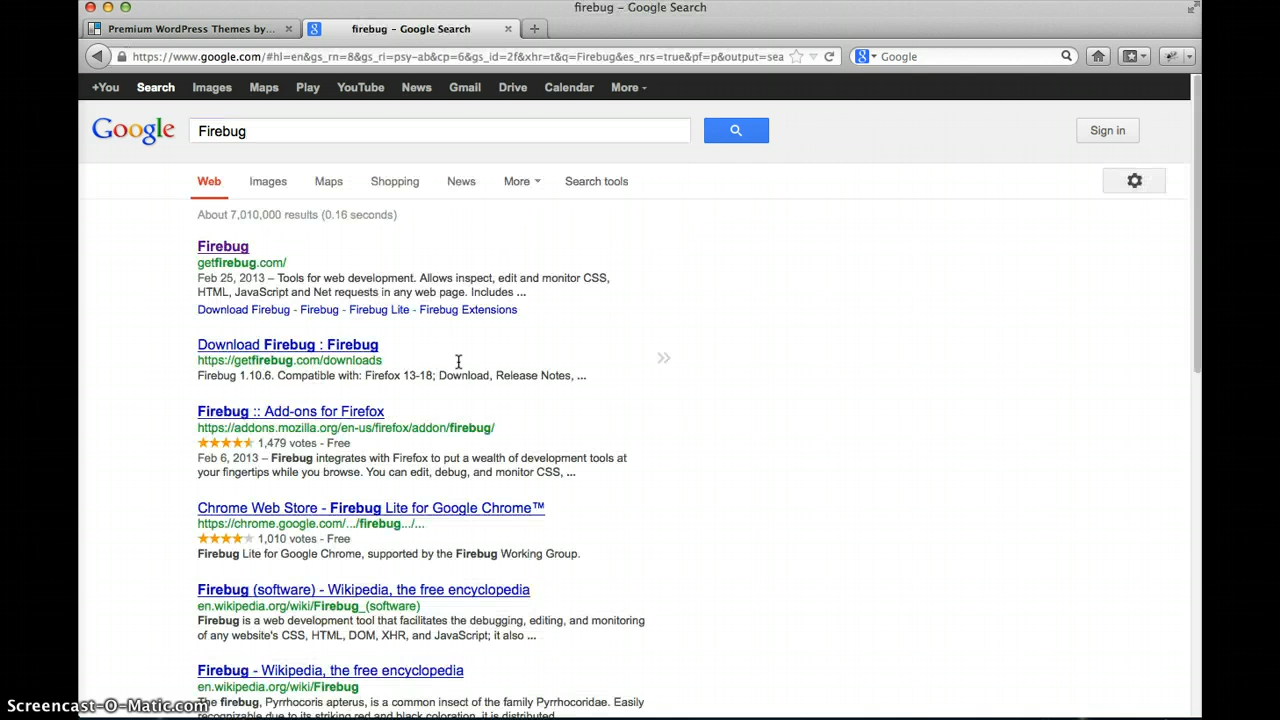 firebug – Google Search
Premium WordPress Themes by...
firebug – Google Search
https://www.google.com/#hl=en&gs_rn=8&gs_ri=psy-ab&cp=6&gs_id=2f&xhr=t&q=Firebug&es_nrs=true&pf=p&output=sea
Google
+You Search Images Maps Play YouTube News Gmail Drive Calendar More
Google Firebug Sign in
Web Images Maps Shopping News More Search tools
About 7,010,000 results (0.16 seconds)
Firebug
getfirebug.com/
Feb 25, 2013 – Tools for web development. Allows inspect, edit and monitor CSS,
HTML, JavaScript and Net requests in any web page. Includes ...
Download Firebug - Firebug - Firebug Lite - Firebug Extensions
Download Firebug : Firebug
https://getfirebug.com/downloads
Firebug 1.10.6. Compatible with: Firefox 13-18; Download, Release Notes, ...
Firebug :: Add-ons for Firefox
https://addons.mozilla.org/en-us/firefox/addon/firebug/
1,479 votes - Free
Feb 6, 2013 – Firebug integrates with Firefox to put a wealth of development tools at
your fingertips while you browse. You can edit, debug, and monitor CSS, ...
Chrome Web Store - Firebug Lite for Google Chrome™
https://chrome.google.com/.../firebug.../...
1,010 votes - Free
Firebug Lite for Google Chrome, supported by the Firebug Working Group.
Firebug (software) - Wikipedia, the free encyclopedia
en.wikipedia.org/wiki/Firebug_(software)
Firebug is a web development tool that facilitates the debugging, editing, and monitoring
of any website's CSS, HTML, DOM, XHR, and JavaScript; it also ...
Firebug - Wikipedia, the free encyclopedia
en.wikipedia.org/wiki/Firebug
The firebug, Pyrrhocoris apterus, is a common insect of the family Pyrrhocoridae. Easily
recognizable due to its striking red and black coloration, it is distributed
Screencast-O-Matic.com